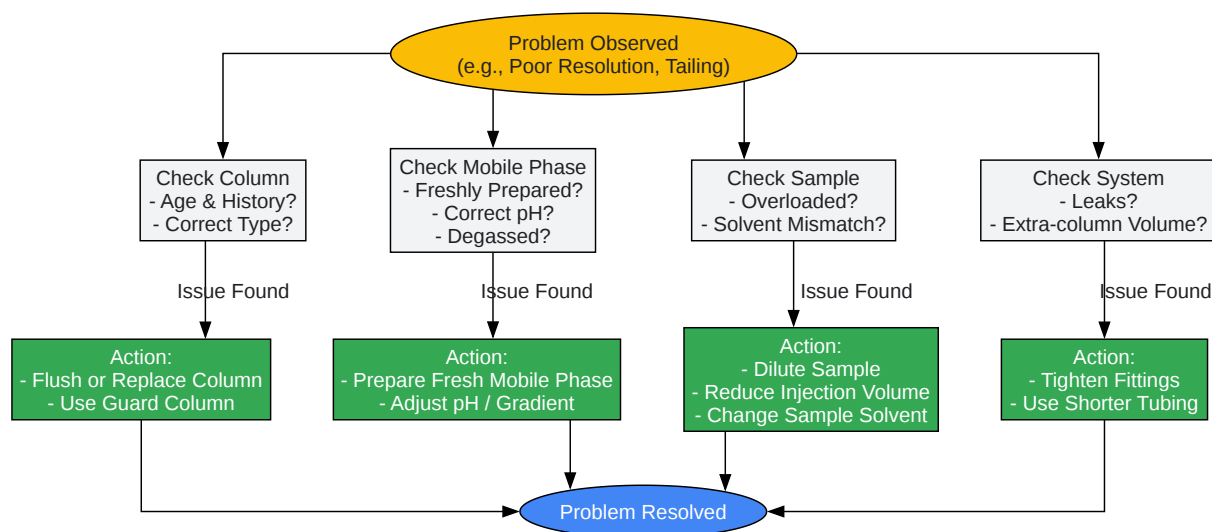 Problem Observed
(e.g., Poor Resolution, Tailing)
Check Column
- Age & History?
- Correct Type?
Check Mobile Phase
- Freshly Prepared?
- Correct pH?
- Degassed?
Check Sample
- Overloaded?
- Solvent Mismatch?
Check System
- Leaks?
- Extra-column Volume?
Issue Found
Issue Found
Issue Found
Issue Found
Action:
- Flush or Replace Column
- Use Guard Column
Action:
- Prepare Fresh Mobile Phase
- Adjust pH / Gradient
Action:
- Dilute Sample
- Reduce Injection Volume
- Change Sample Solvent
Action:
- Tighten Fittings
- Use Shorter Tubing
Problem Resolved